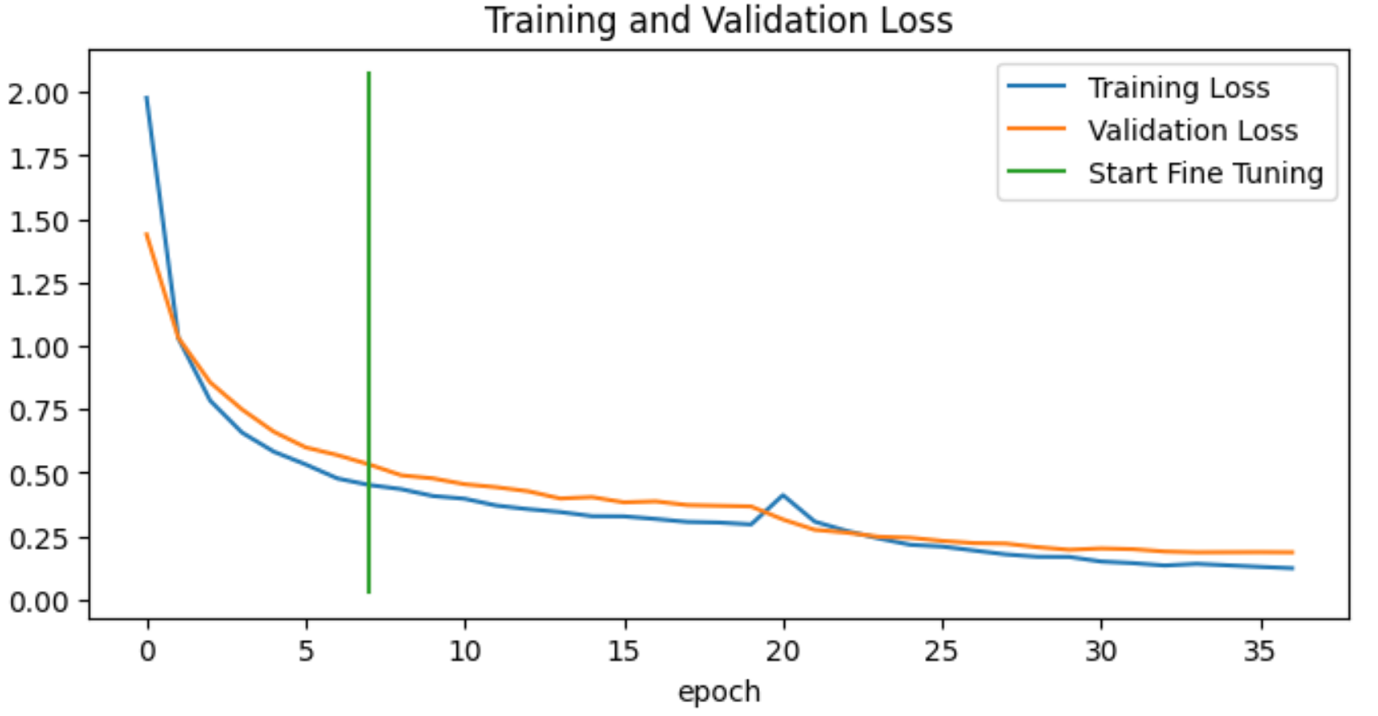 Training and Validation Loss
Training Loss
Validation Loss
Start Fine Tuning
2.00
1.75
1.50
1.25
1.00
0.75
0.50
0.25
0.00
0 5 10 15 20 25 30 35
epoch